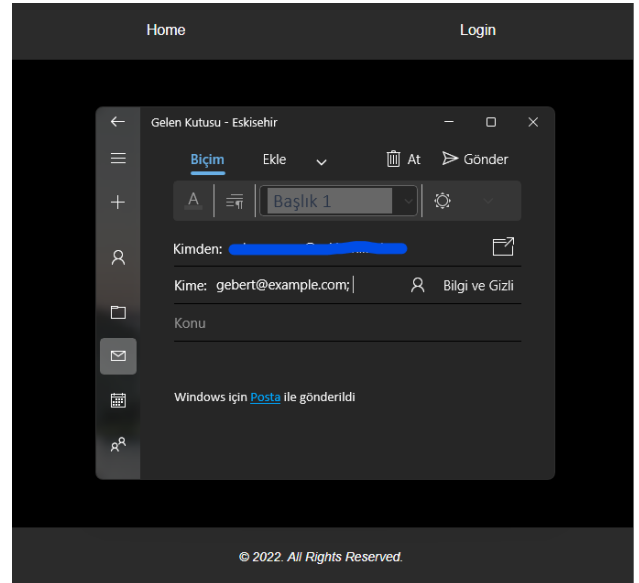 Home Login
Gelen Kutusu - Eskisehir
Biçim Ekle At Gönder
A Başlık 1
Kimden:
Kime: gebert@example.com; Bilgi ve Gizli
Konu
Windows için Posta ile gönderildi
© 2022. All Rights Reserved.